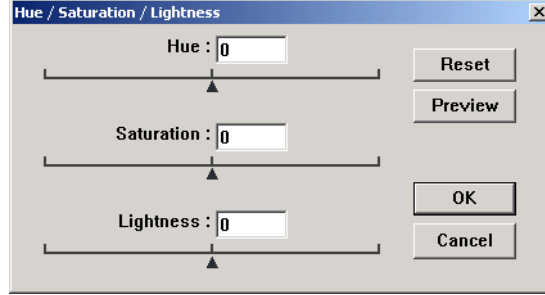 Hue / Saturation / Lightness
Hue : 0
Reset
Preview
Saturation : 0
Lightness : 0
OK
Cancel